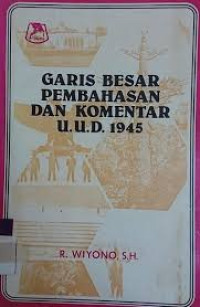 GARIS BESAR
PEMBAHASAN
DAN KOMENTAR
U.U.D. 1945
R. WIYONO, S.H.